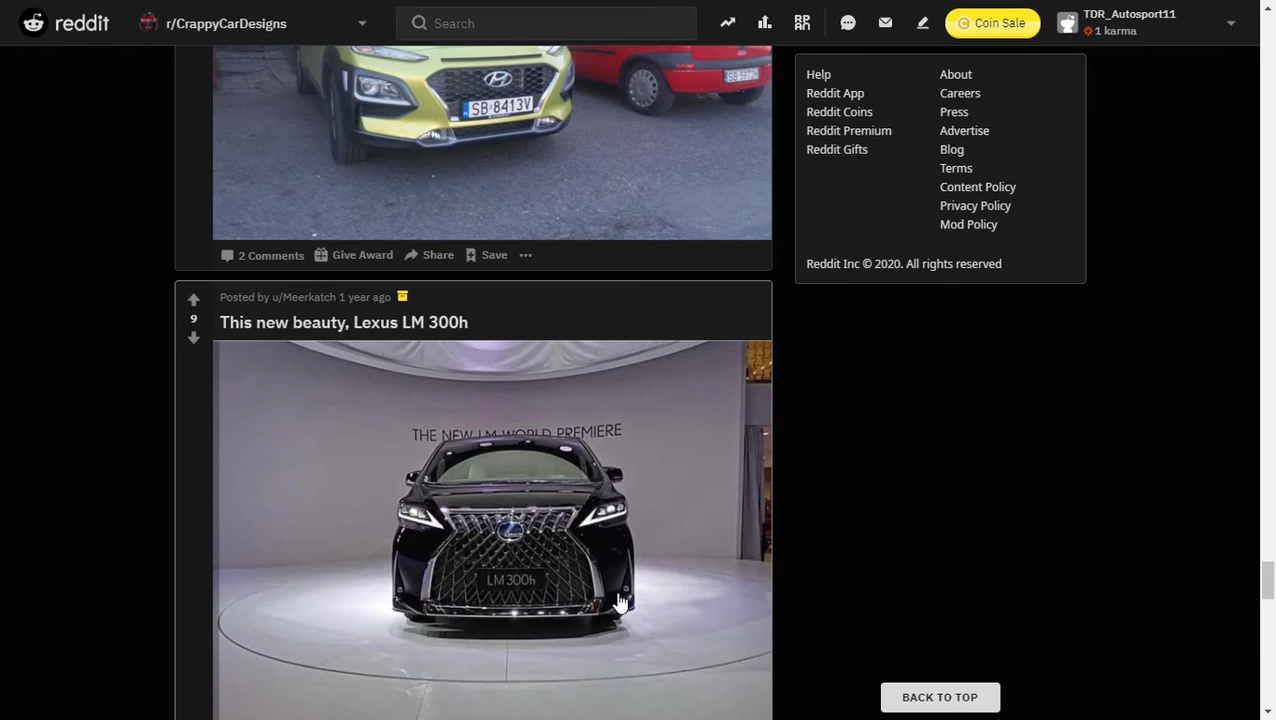 reddit
r/CrappyCarDesigns
Search
Coin Sale
TDR_Autosport11
1 karma
SB 8413V
Help
About
Reddit App
Careers
Reddit Coins
Press
Reddit Premium
Advertise
Reddit Gifts
Blog
Terms
Content Policy
Privacy Policy
Mod Policy
Reddit Inc © 2020. All rights reserved
2 Comments
Give Award
Share
Save
Posted by u/Meerkatch 1 year ago
9
This new beauty, Lexus LM 300h
THE NEW LM WORLD PREMIERE
LM300h
BACK TO TOP